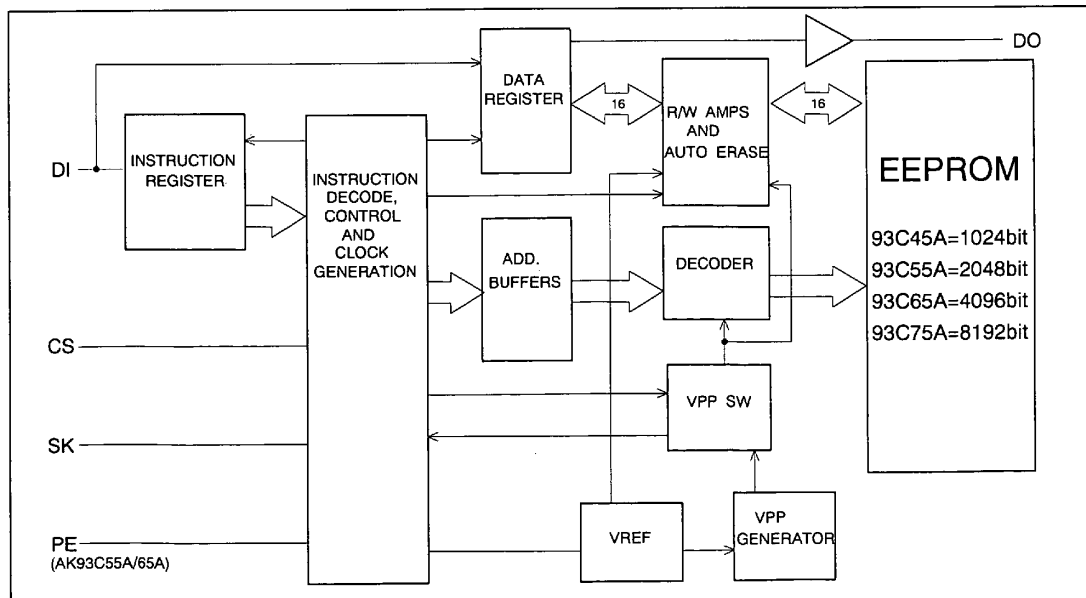 DO
DATA
REGISTER
16
R/W AMPS
AND
AUTO ERASE
16
DI
INSTRUCTION
REGISTER
INSTRUCTION
DECODE,
CONTROL
AND
CLOCK
GENERATION
EEPROM
93C45A=1024bit
93C55A=2048bit
93C65A=4096bit
93C75A=8192bit
ADD.
BUFFERS
DECODER
CS
VPP SW
SK
PE
(AK93C55A/65A)
VREF
VPP
GENERATOR